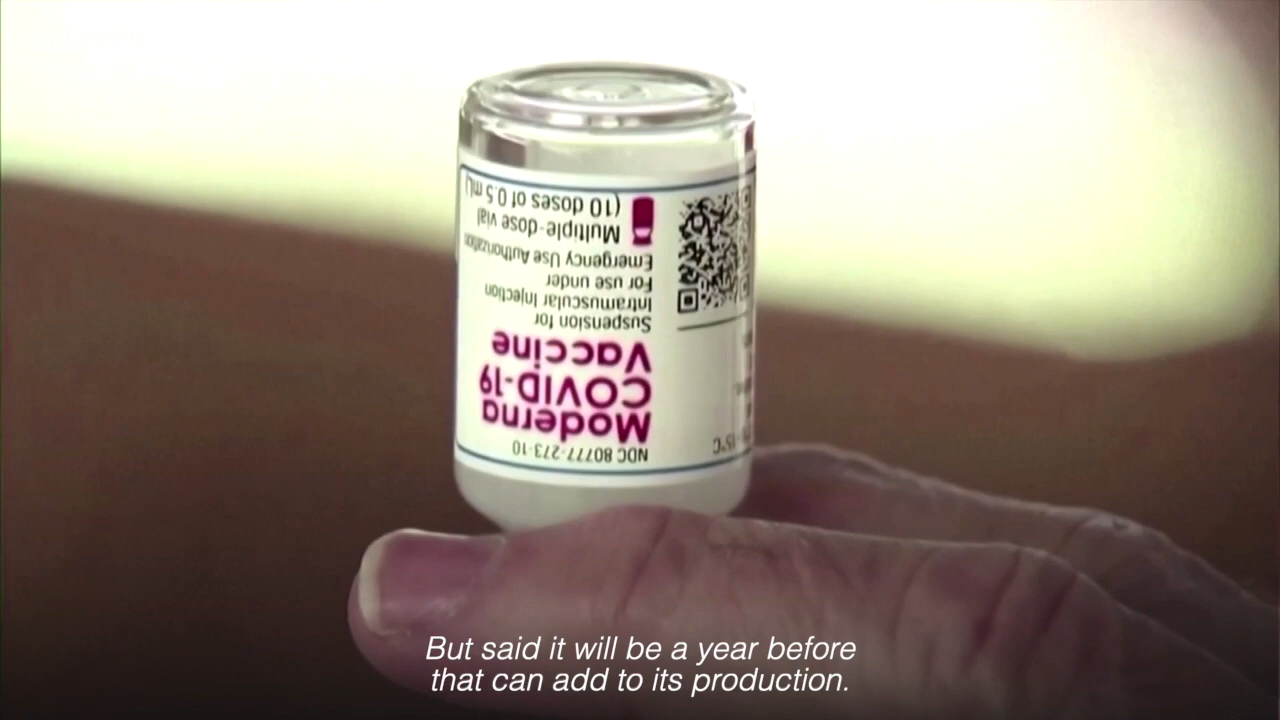 NDC 80777-273-10
Moderna
COVID-19
Vaccine
Suspension for
Intramuscular Injection
For use under
Emergency Use Authorization
Multiple-dose vial
(10 doses of 0.5 mL)
15°C
But said it will be a year before
that can add to its production.